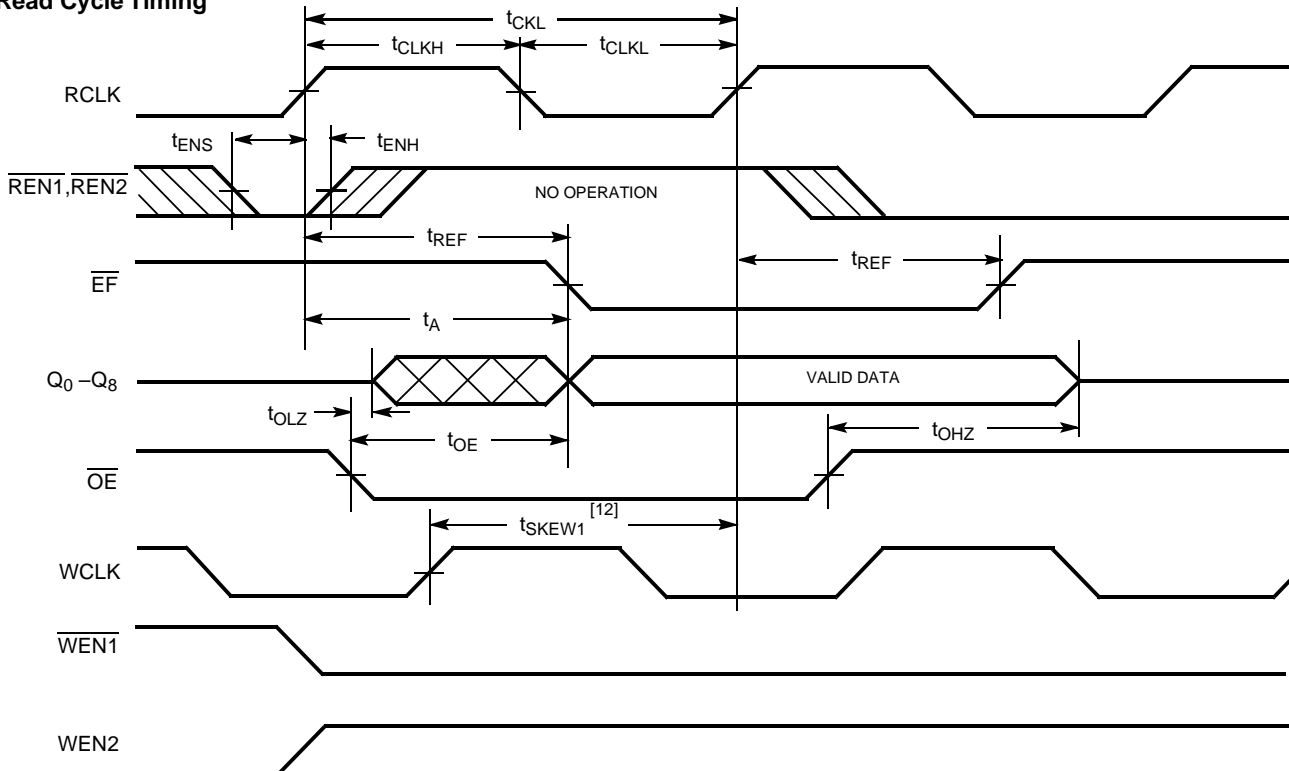 Read Cycle Timing
tCKL
tCLKH tCLKL
RCLK
tENS tENH
REN1,REN2
NO OPERATION
tREF
tREF
EF
tA
Q0 –Q8
VALID DATA
tOLZ
tOE
tOHZ
OE
tSKEW1[12]
WCLK
WEN1
WEN2